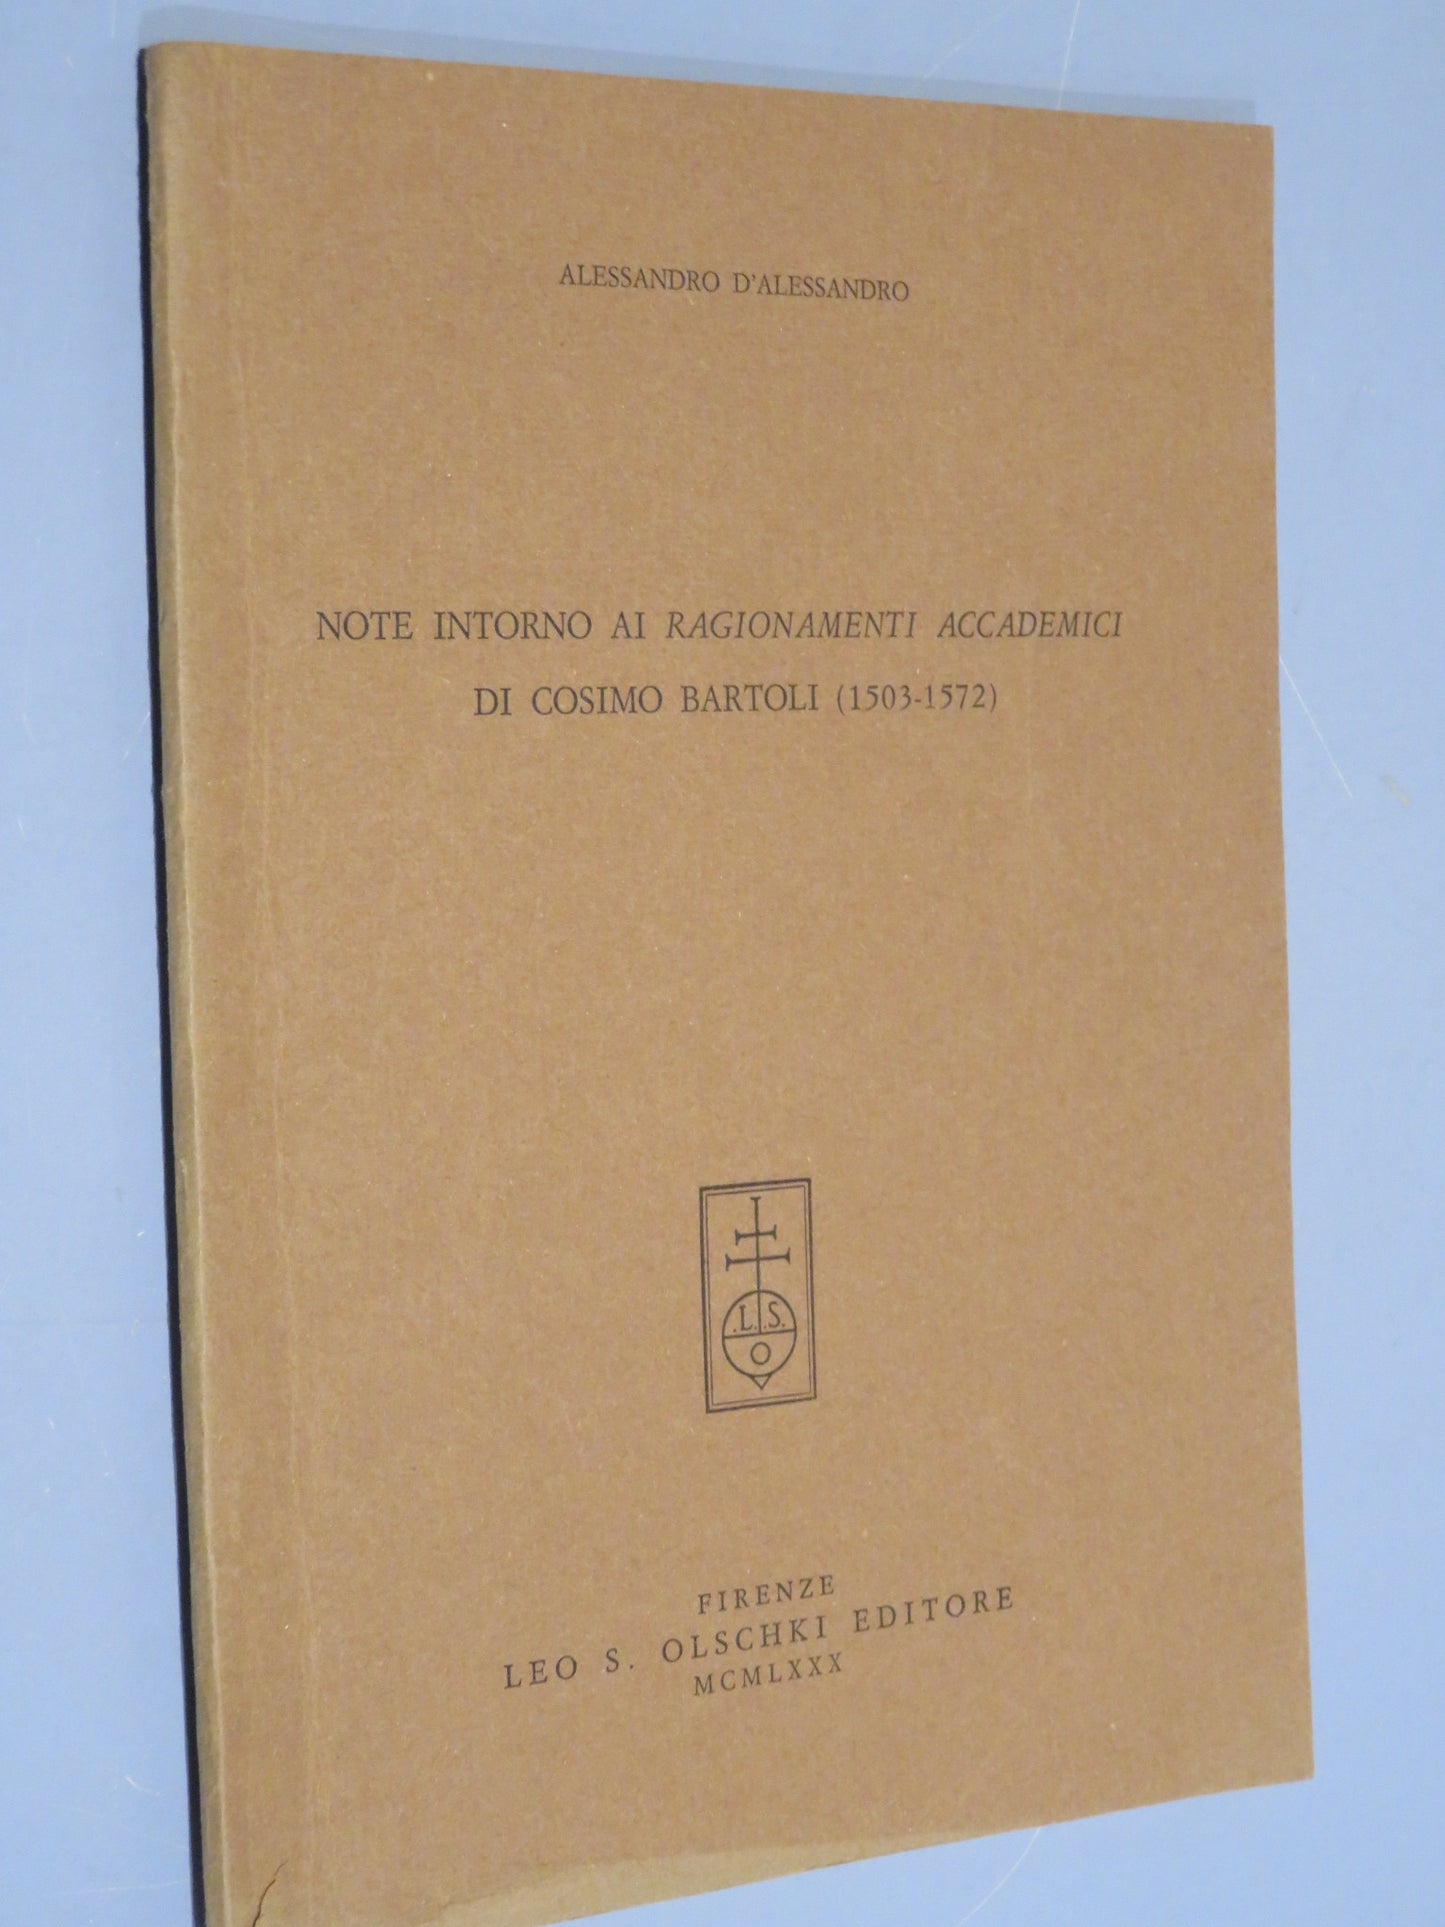 ALESSANDRO D'ALESSANDRO
NOTE INTORNO AI RAGIONAMENTI ACCADEMICI
DI COSIMO BARTOLI (1503-1572)
.L.S.
O
FIRENZE
LEO S. OLSCHKI EDITORE
MCMLXXX